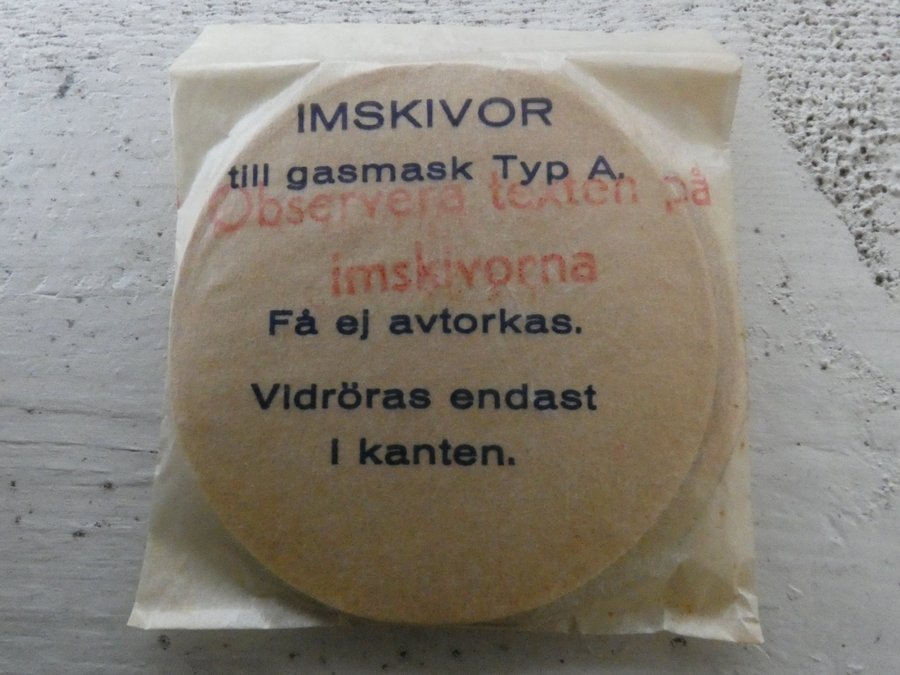 IMSKIVOR
till gasmask Typ A.
Observera texten på
imskivorna
Få ej avtorkas.
Vidröras endast
i kanten.